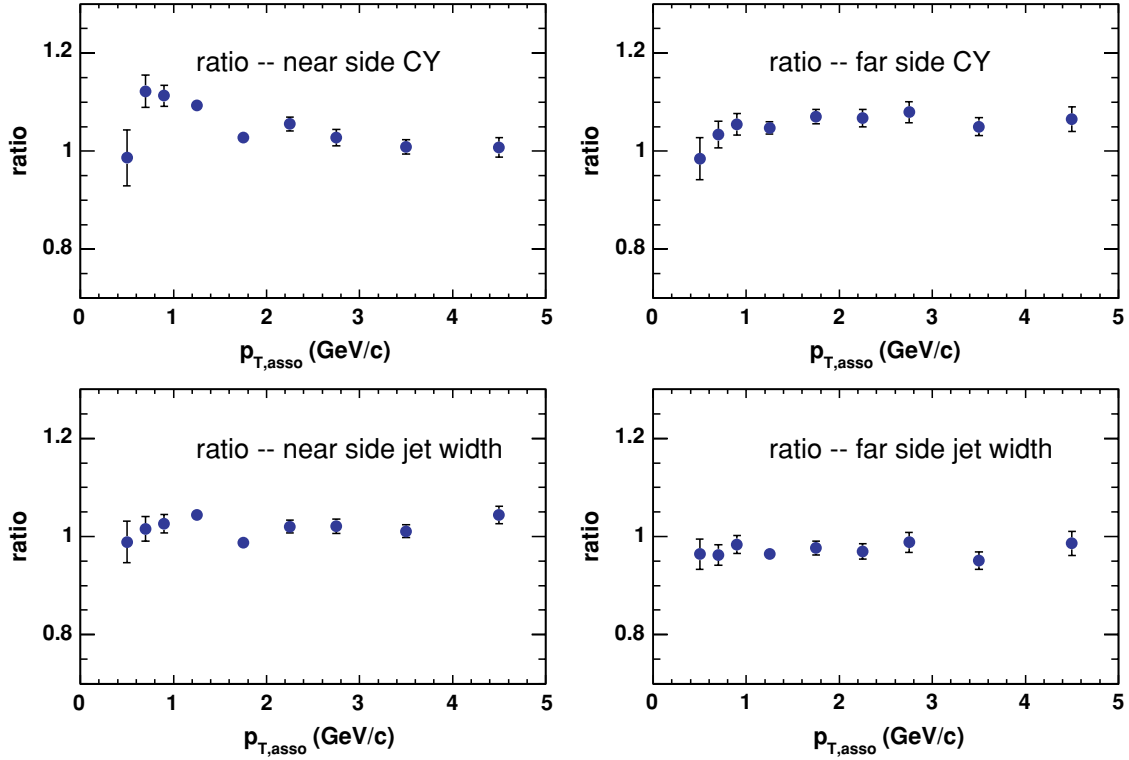 ratio -- near side CY
1.2
1
0.8
ratio
0 1 2 3 4 5
p_T,asso (GeV/c)
ratio -- far side CY
1.2
1
0.8
ratio
0 1 2 3 4 5
p_T,asso (GeV/c)
ratio -- near side jet width
1.2
1
0.8
ratio
0 1 2 3 4 5
p_T,asso (GeV/c)
ratio -- far side jet width
1.2
1
0.8
ratio
0 1 2 3 4 5
p_T,asso (GeV/c)